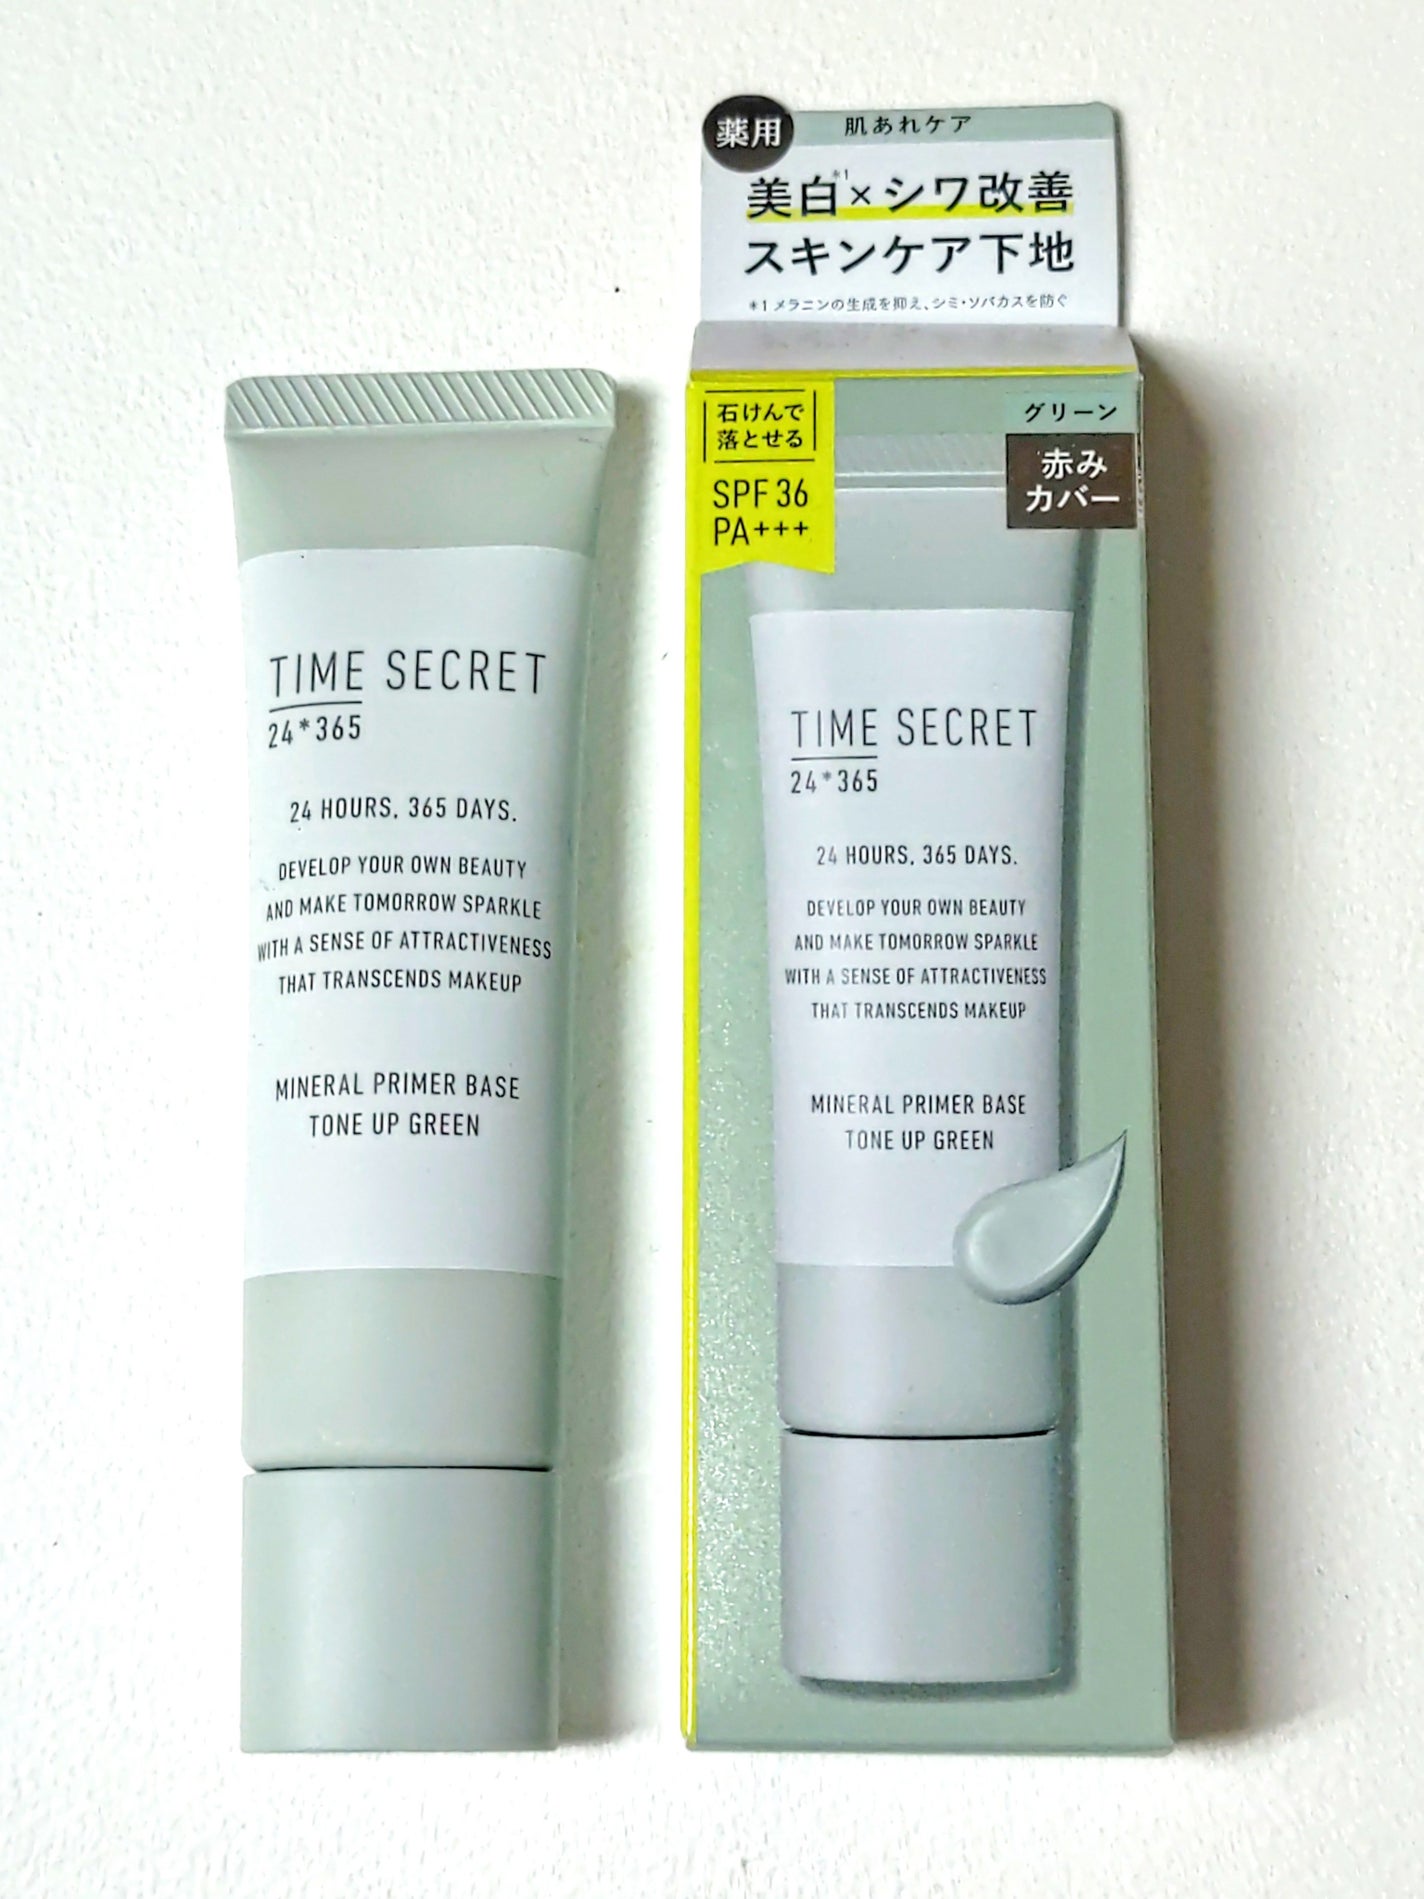 TIME SECRET
24*365
24 HOURS, 365 DAYS.
DEVELOP YOUR OWN BEAUTY
AND MAKE TOMORROW SPARKLE
WITH A SENSE OF ATTRACTIVENESS
THAT TRANSCENDS MAKEUP
MINERAL PRIMER BASE
TONE UP GREEN
薬用
肌あれケア
美白*1×シワ改善
スキンケア下地
*1 メラニンの生成を抑え、シミ・ソバカスを防ぐ
石けんで
落とせる
SPF 36
PA+++
グリーン
赤み
カバー
TIME SECRET
24*365
24 HOURS, 365 DAYS.
DEVELOP YOUR OWN BEAUTY
AND MAKE TOMORROW SPARKLE
WITH A SENSE OF ATTRACTIVENESS
THAT TRANSCENDS MAKEUP
MINERAL PRIMER BASE
TONE UP GREEN